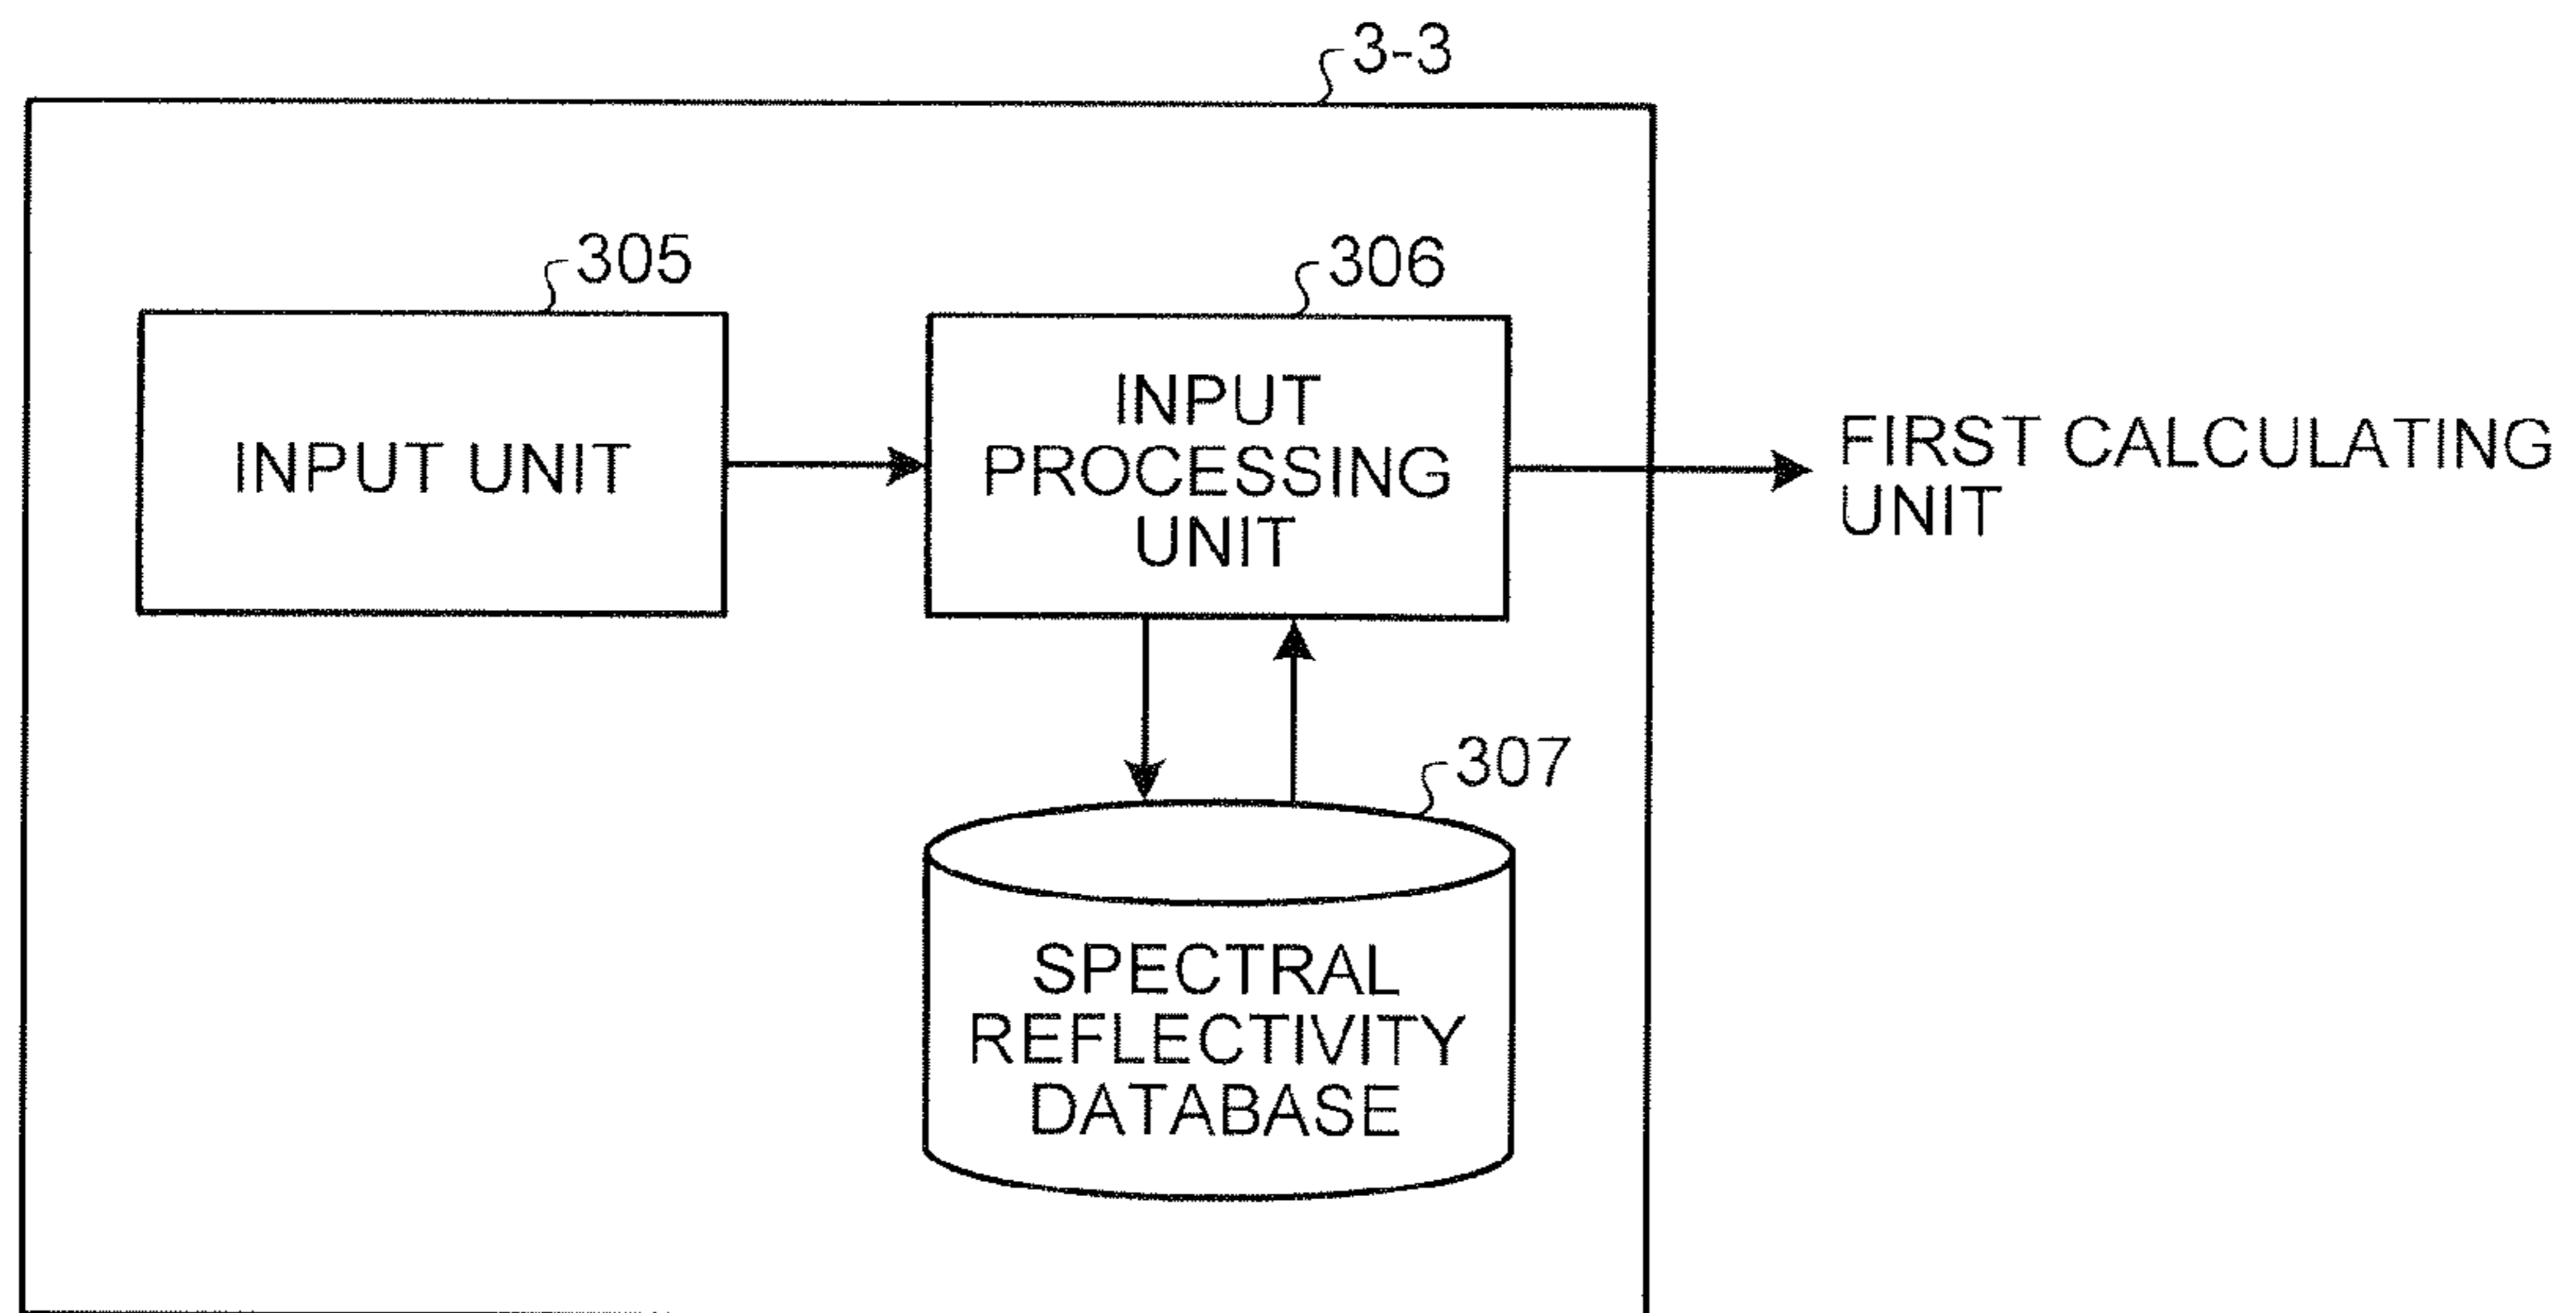 3-3
305
306
INPUT UNIT
INPUT
PROCESSING
UNIT
FIRST CALCULATING
UNIT
307
SPECTRAL
REFLECTIVITY
DATABASE